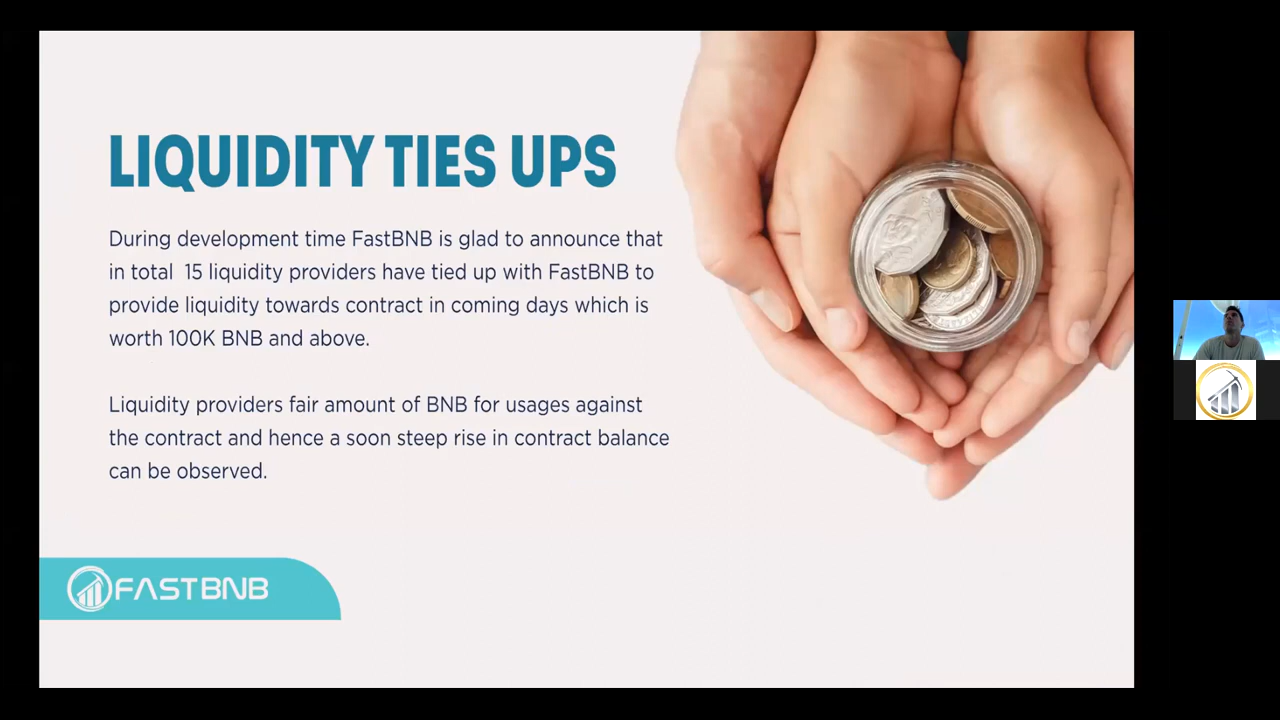 LIQUIDITY TIES UPS
During development time FastBNB is glad to announce that
in total 15 liquidity providers have tied up with FastBNB to
provide liquidity towards contract in coming days which is
worth 100K BNB and above.
Liquidity providers fair amount of BNB for usages against
the contract and hence a soon steep rise in contract balance
can be observed.
FASTBNB